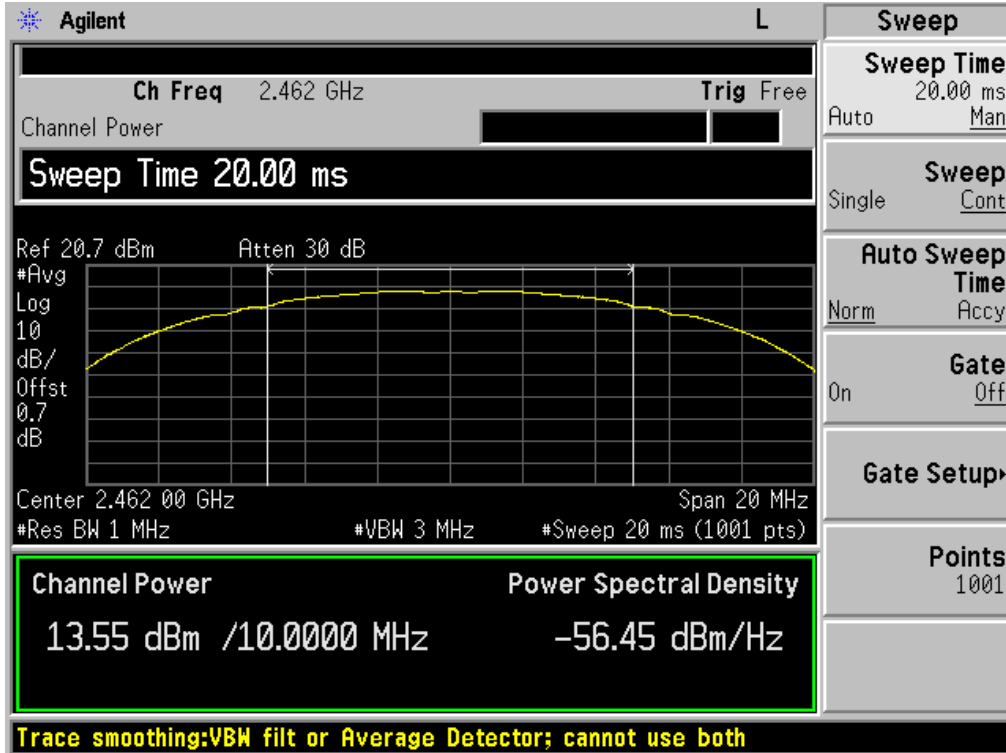 Agilent L
Ch Freq 2.462 GHz Trig Free
Channel Power
Sweep Time 20.00 ms
Ref 20.7 dBm Atten 30 dB
#Avg
Log
10
dB/
Offst
0.7
dB
Center 2.462 00 GHz Span 20 MHz
#Res BW 1 MHz #VBW 3 MHz #Sweep 20 ms (1001 pts)
Channel Power Power Spectral Density
13.55 dBm /10.0000 MHz -56.45 dBm/Hz
Trace smoothing:VBW filt or Average Detector; cannot use both
Sweep
Sweep Time
20.00 ms
Auto Man
Sweep
Single Cont
Auto Sweep
Time
Norm Accy
Gate
On Off
Gate Setup▸
Points
1001